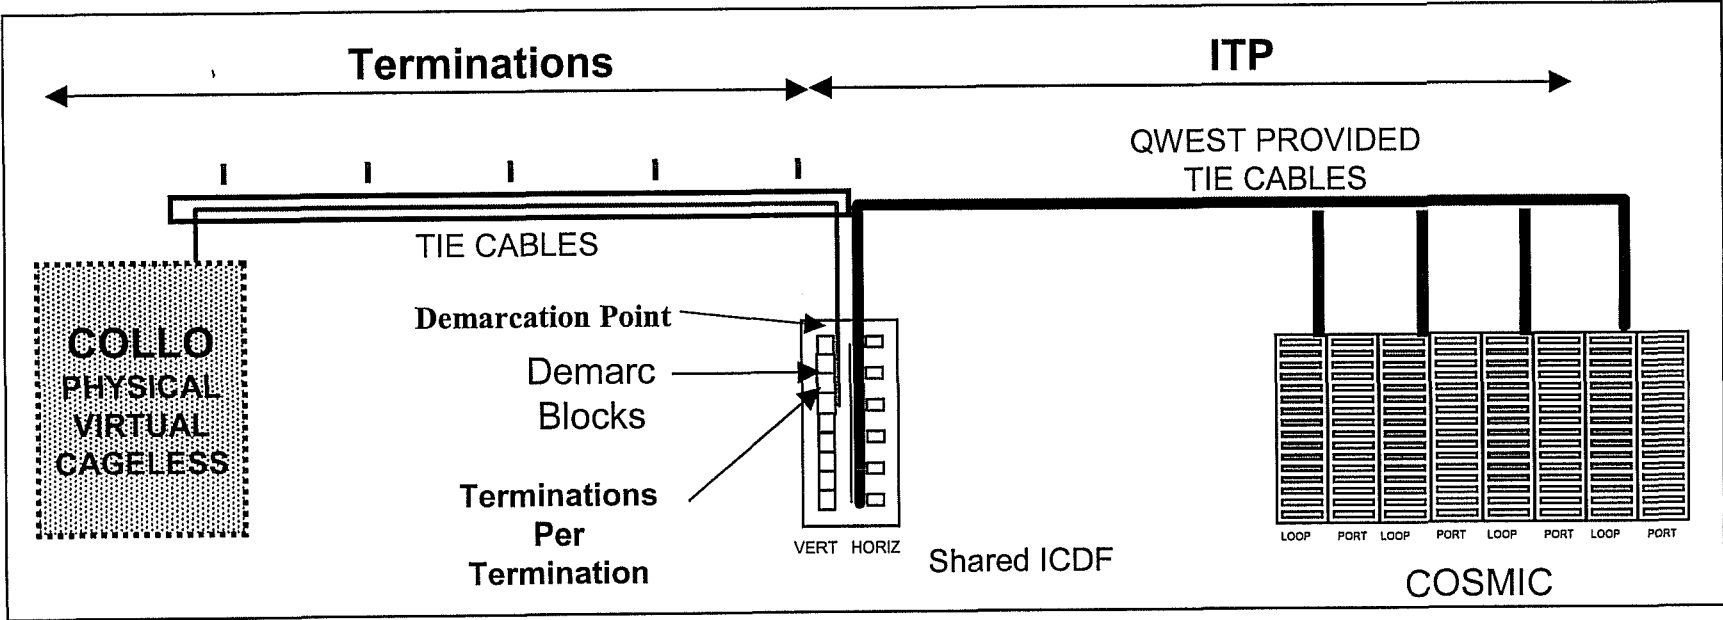 Terminations
ITP
QWEST PROVIDED
TIE CABLES
TIE CABLES
COLLO
PHYSICAL
VIRTUAL
CAGELESS
Demarcation Point
Demarc
Blocks
Terminations
Per
Termination
VERT HORIZ
Shared ICDF
LOOP PORT LOOP PORT LOOP PORT LOOP PORT
COSMIC